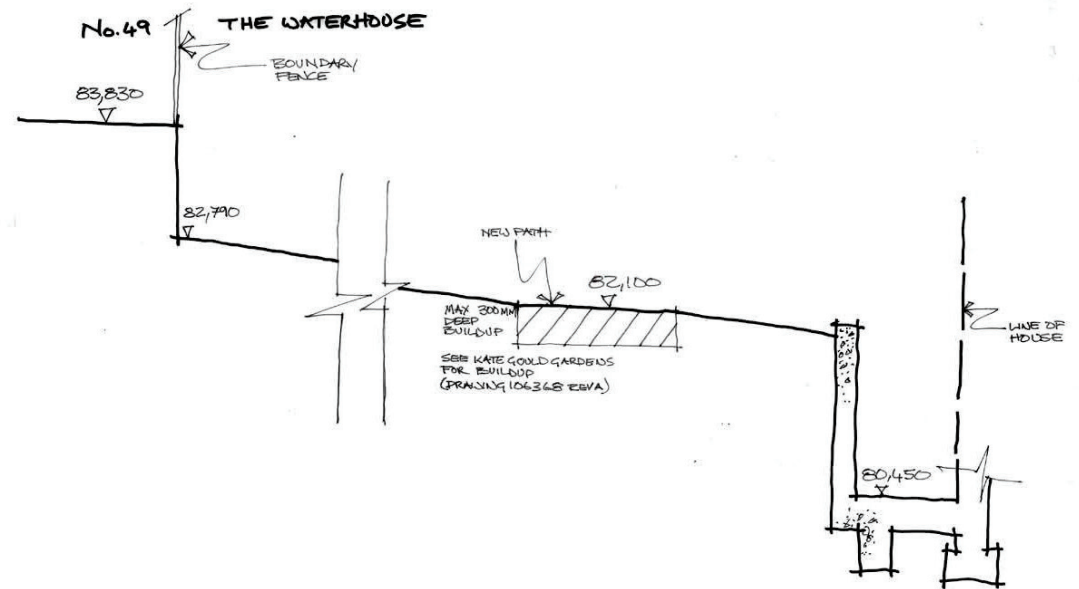 No.49 THE WATERHOUSE
BOUNDARY
FENCE
83,830
82,790
NEW PATH
82,100
MAX 300MM
DEEP
BUILDUP
SEE KATE GOULD GARDENS
FOR BUILDUP
(DRAWING 106368 REVA)
LINE OF
HOUSE
80,450